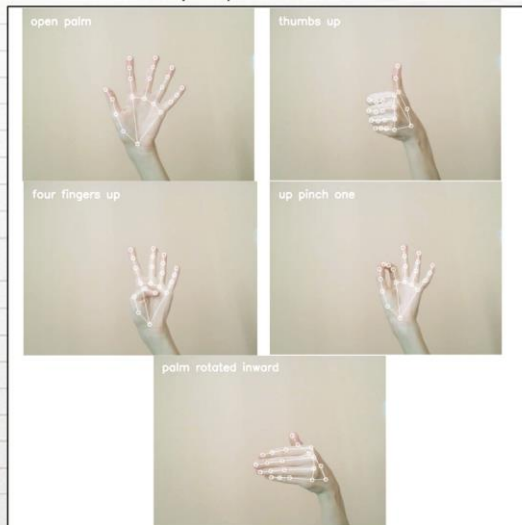 open palm
thumbs up
four fingers up
up pinch one
palm rotated inward